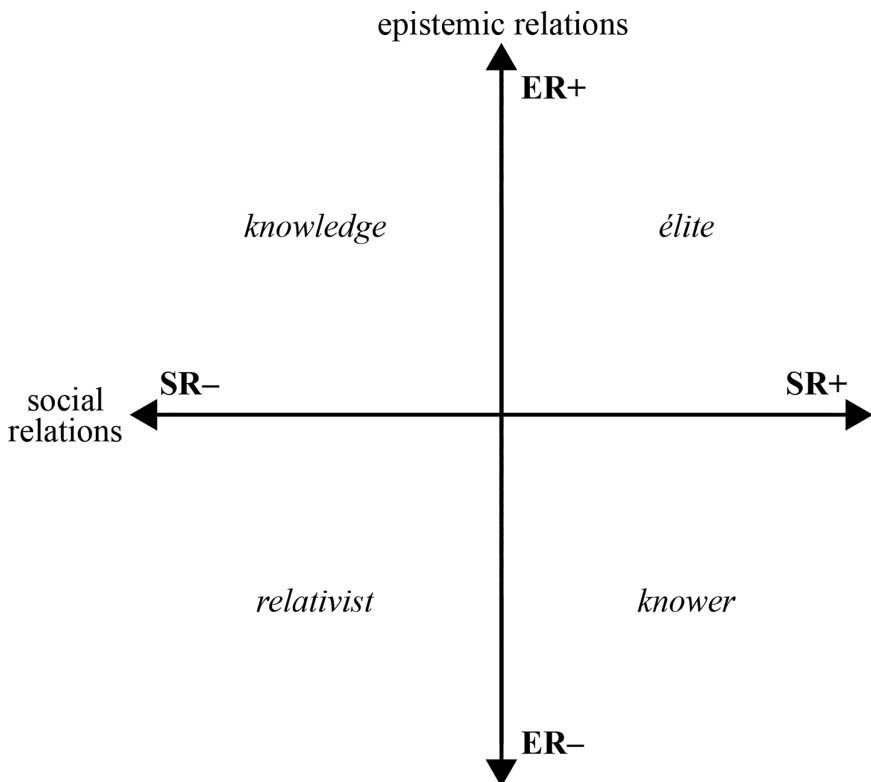 epistemic relations
ER+
knowledge
élite
SR–
SR+
social
relations
relativist
knower
ER–